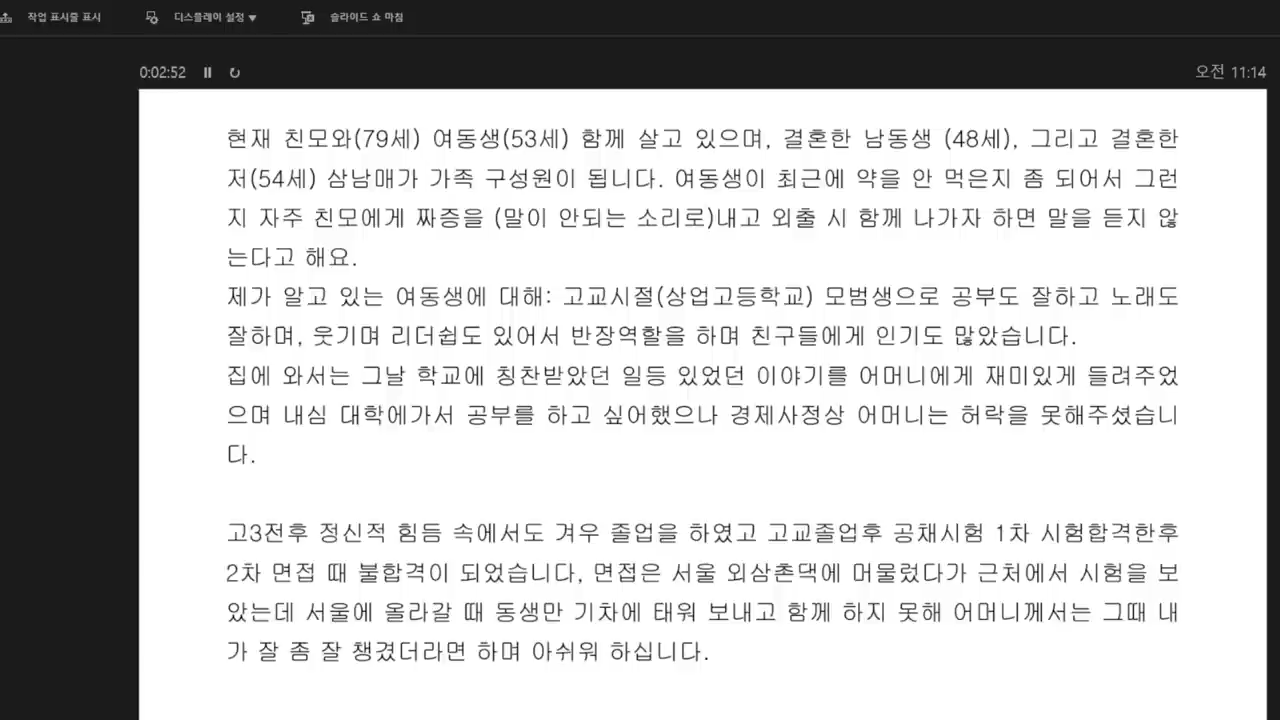 작업 표시줄 표시 디스플레이 설정 ▼ 슬라이드 쇼 마침
0:02:52 오전 11:14
현재 친모와(79세) 여동생(53세) 함께 살고 있으며, 결혼한 남동생 (48세), 그리고 결혼한
저(54세) 삼남매가 가족 구성원이 됩니다. 여동생이 최근에 약을 안 먹은지 좀 되어서 그런
지 자주 친모에게 짜증을 (말이 안되는 소리로)내고 외출 시 함께 나가자 하면 말을 듣지 않
는다고 해요.
제가 알고 있는 여동생에 대해: 고교시절(상업고등학교) 모범생으로 공부도 잘하고 노래도
잘하며, 웃기며 리더쉽도 있어서 반장역할을 하며 친구들에게 인기도 많았습니다.
집에 와서는 그날 학교에 칭찬받았던 일등 있었던 이야기를 어머니에게 재미있게 들려주었
으며 내심 대학에가서 공부를 하고 싶어했으나 경제사정상 어머니는 허락을 못해주셨습니
다.
고3전후 정신적 힘듬 속에서도 겨우 졸업을 하였고 고교졸업후 공채시험 1차 시험합격한후
2차 면접 때 불합격이 되었습니다, 면접은 서울 외삼촌댁에 머물렀다가 근처에서 시험을 보
았는데 서울에 올라갈 때 동생만 기차에 태워 보내고 함께 하지 못해 어머니께서는 그때 내
가 잘 좀 잘 챙겼더라면 하며 아쉬워 하십니다.